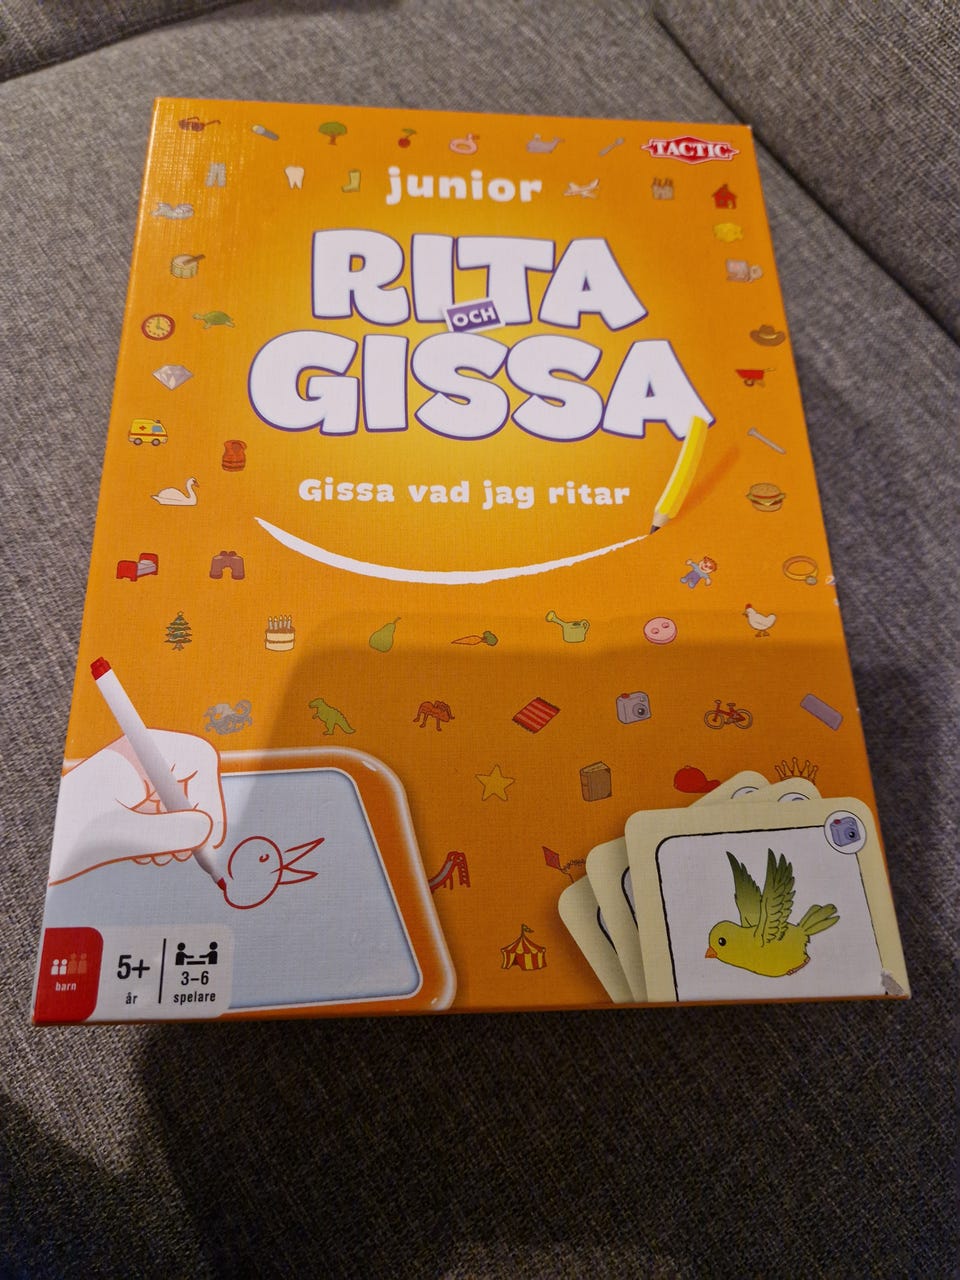 TACTIC
junior
RITA
OCH
GISSA
Gissa vad jag ritar
barn
5+
år
3-6
spelare